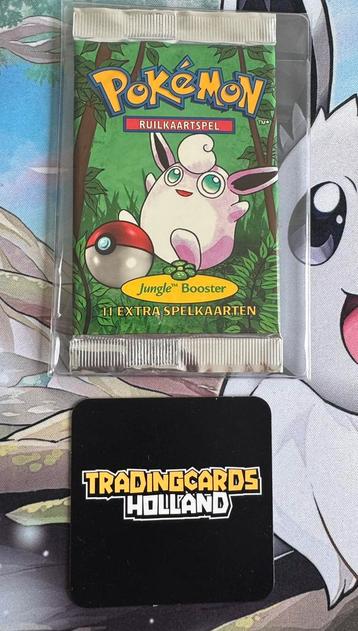 POKéMON
TM
RUILKAARTSPEL
Jungle™ Booster
11 EXTRA SPELKAARTEN
TRADINGCARDS
HOLLAND